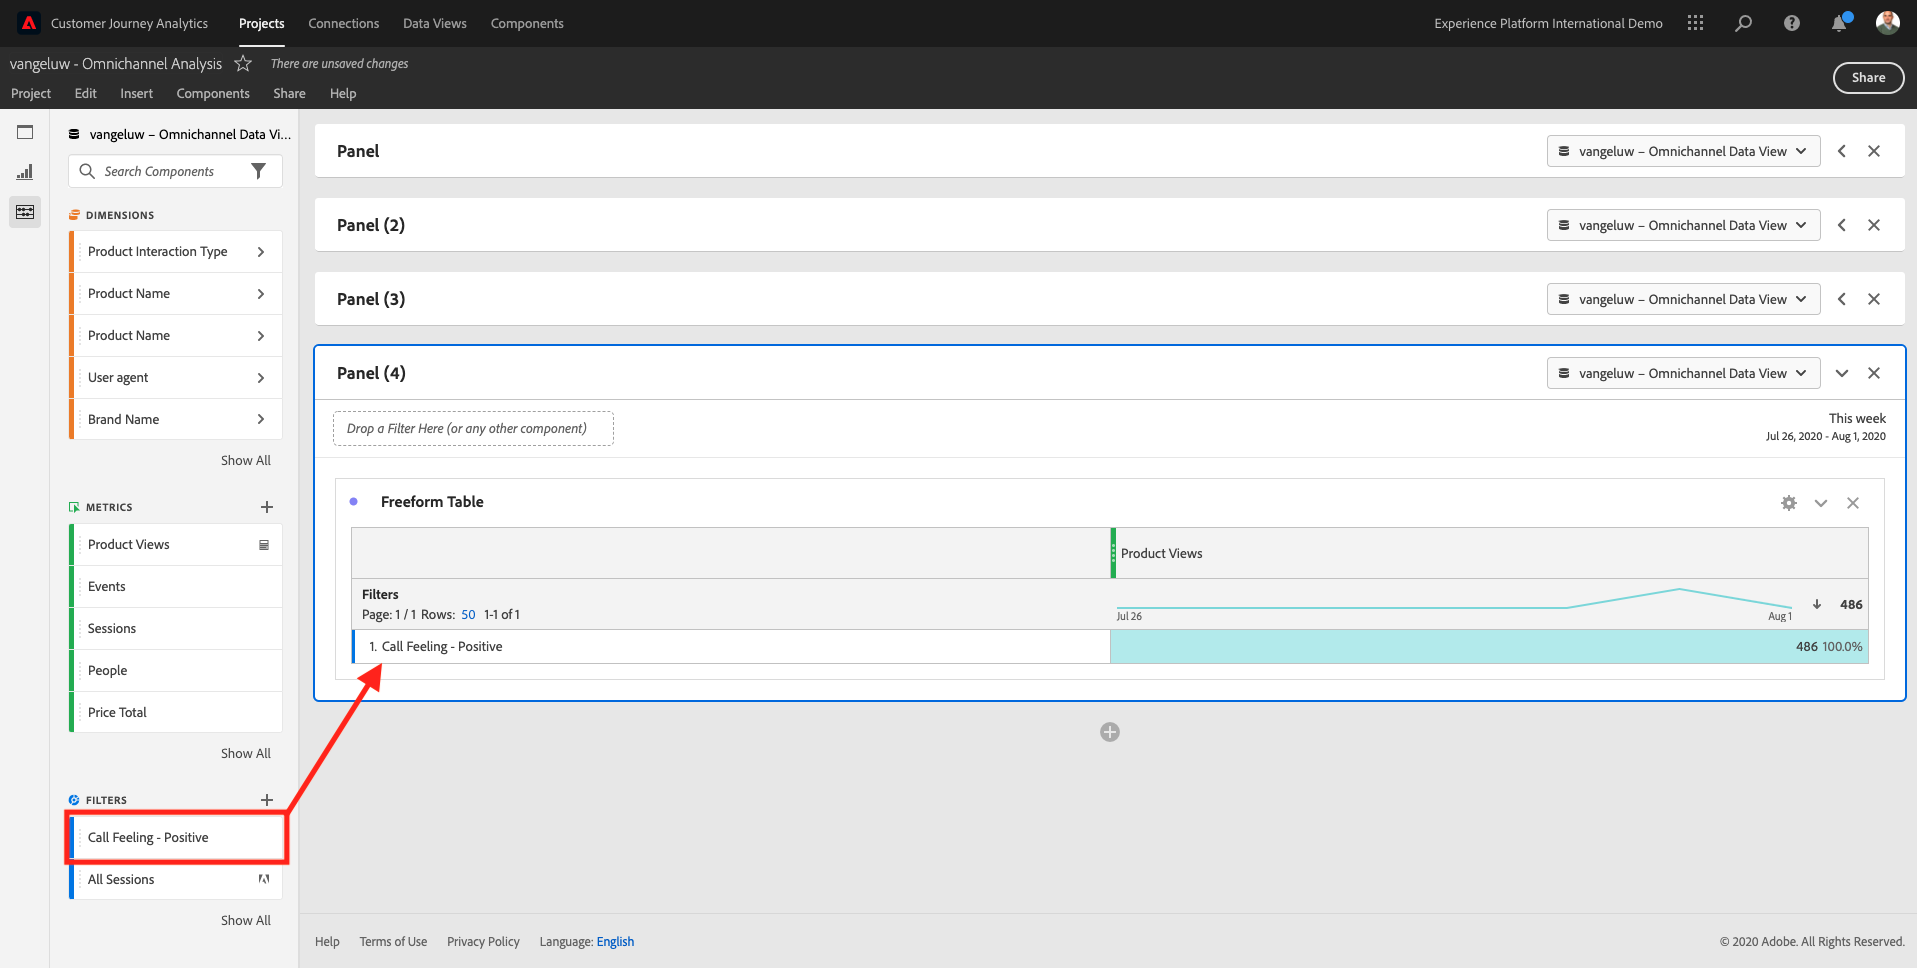 Customer Journey Analytics Projects Connections Data Views Components Experience Platform International Demo
vangeluw - Omnichannel Analysis There are unsaved changes
Project Edit Insert Components Share Help
Share
vangeluw – Omnichannel Data Vi...
Search Components
DIMENSIONS
Product Interaction Type
Product Name
Product Name
User agent
Brand Name
Show All
METRICS
Product Views
Events
Sessions
People
Price Total
Show All
FILTERS
Call Feeling - Positive
All Sessions
Show All
Panel vangeluw – Omnichannel Data View
Panel (2) vangeluw – Omnichannel Data View
Panel (3) vangeluw – Omnichannel Data View
Panel (4) vangeluw – Omnichannel Data View
Drop a Filter Here (or any other component)
This week
Jul 26, 2020 - Aug 1, 2020
Freeform Table
Product Views
Filters
Page: 1 / 1 Rows: 50 1-1 of 1
Jul 26 Aug 1
486
1. Call Feeling - Positive 486 100.0%
Help Terms of Use Privacy Policy Language: English © 2020 Adobe. All Rights Reserved.